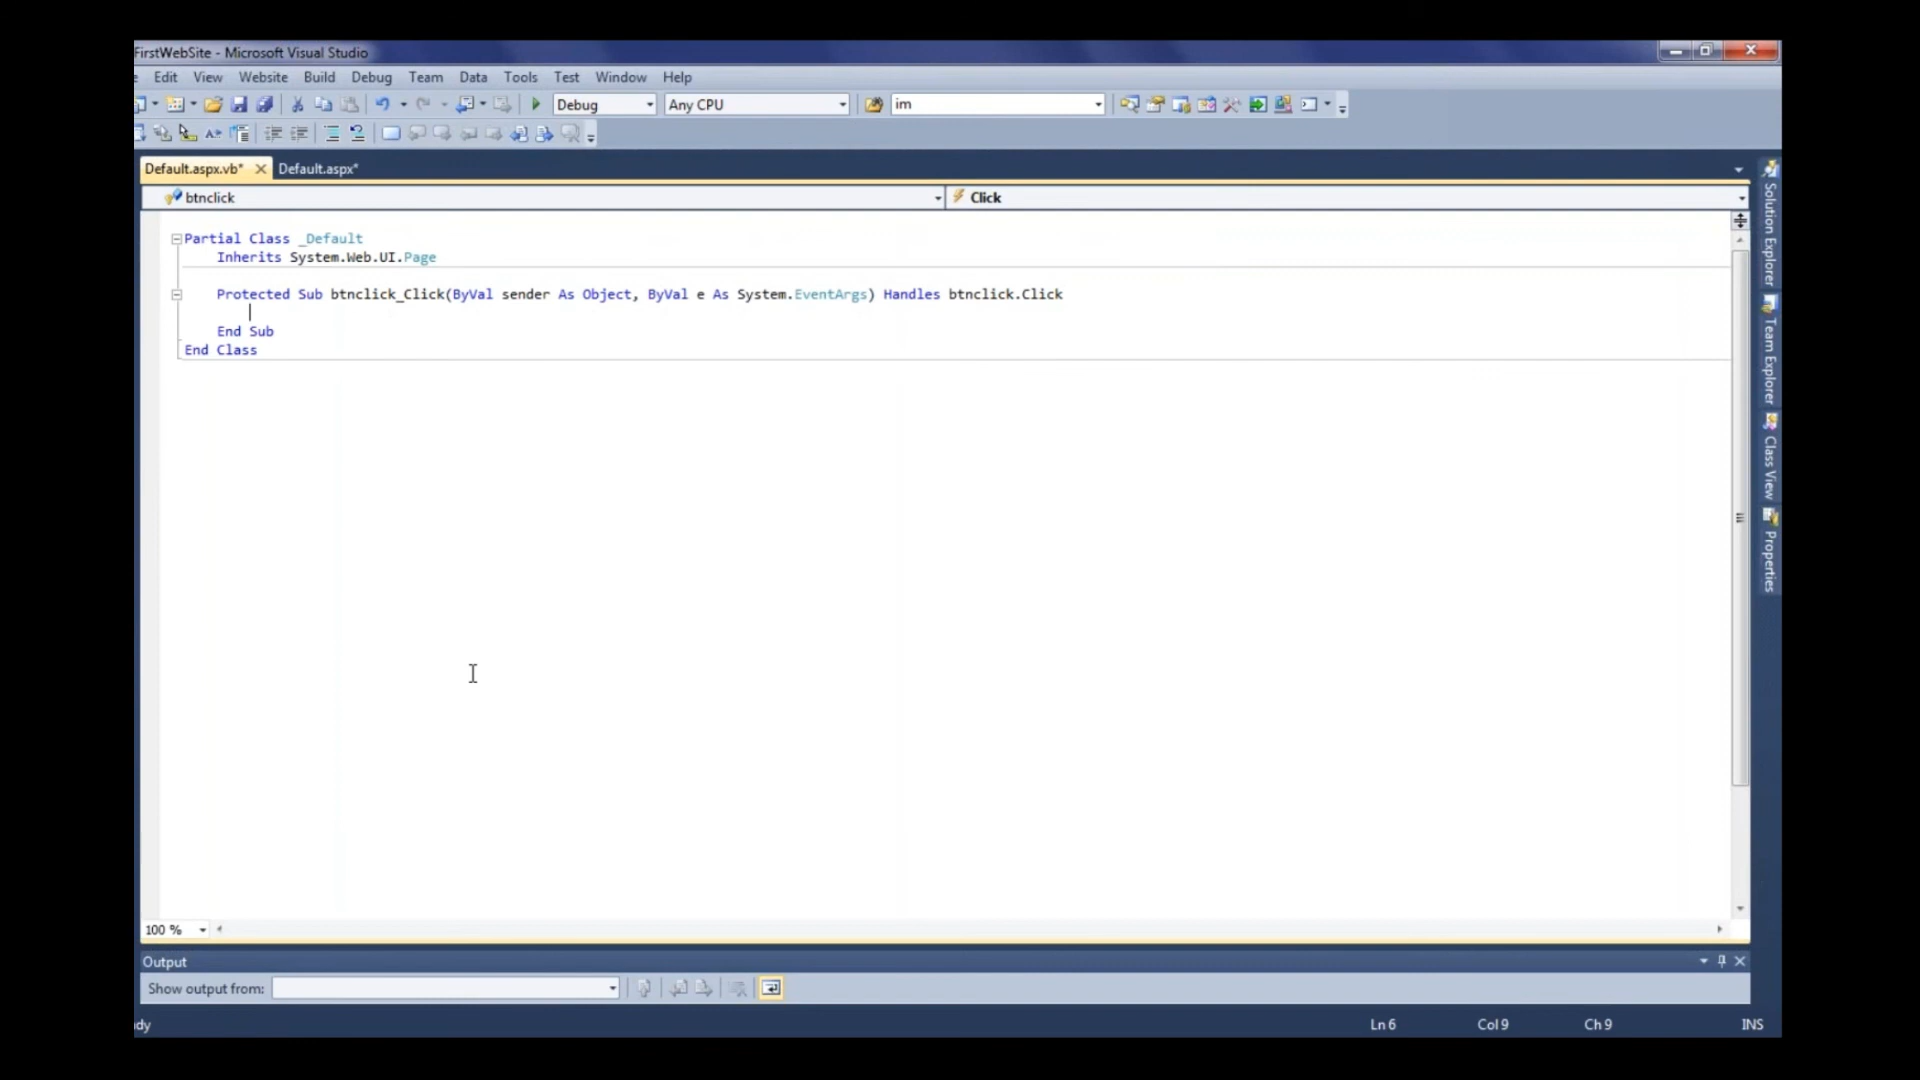 FirstWebSite - Microsoft Visual Studio
Edit View Website Build Debug Team Data Tools Test Window Help
Debug Any CPU im
Default.aspx.vb* Default.aspx*
btnclick Click
Partial Class _Default
Inherits System.Web.UI.Page
Protected Sub btnclick_Click(ByVal sender As Object, ByVal e As System.EventArgs) Handles btnclick.Click
End Sub
End Class
Solution Explorer
Team Explorer
Class View
Properties
100 %
Output
Show output from:
dy Ln 6 Col 9 Ch 9 INS